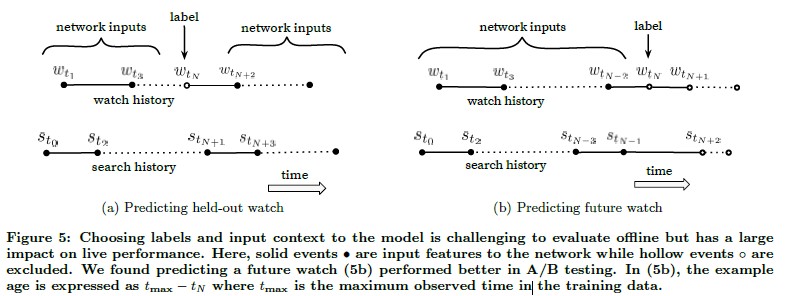 network inputs label network inputs
w_{t_1} w_{t_3} w_{t_N} w_{t_{N+2}}
watch history
s_{t_0} s_{t_2} s_{t_{N+1}} s_{t_{N+3}}
search history
time
(a) Predicting held-out watch
network inputs label
w_{t_1} w_{t_3} w_{t_{N-2}} w_{t_N} w_{t_{N+1}}
watch history
s_{t_0} s_{t_2} s_{t_{N-3}} s_{t_{N-1}} s_{t_{N+2}}
search history
time
(b) Predicting future watch
Figure 5: Choosing labels and input context to the model is challenging to evaluate offline but has a large
impact on live performance. Here, solid events • are input features to the network while hollow events ∘ are
excluded. We found predicting a future watch (5b) performed better in A/B testing. In (5b), the example
age is expressed as t_{max} − t_N where t_{max} is the maximum observed time in the training data.